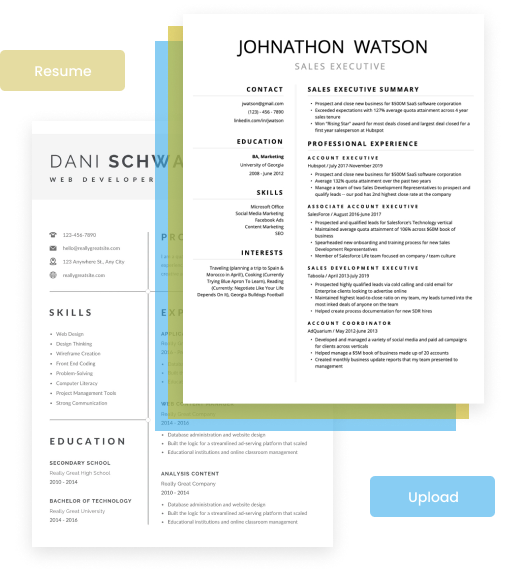 Resume
JOHNATHON WATSON
SALES EXECUTIVE
CONTACT
jwatson@gmail.com
(123) - 456 - 7890
linkedin.com/in/jwatson
EDUCATION
BA, Marketing
University of Georgia
2008 - June 2012
SKILLS
Microsoft Office
Social Media Marketing
Facebook Ads
Content Marketing
SEO
INTERESTS
Traveling (planning a trip to Spain &
Morocco in April), Cooking (Currently
Trying Blue Apron To Learn), Reading
(Currently: Negotiate Like Your Life
Depends On It), Georgia Bulldogs Football
SALES EXECUTIVE SUMMARY
• Prospect and close new business for $500M SaaS software corporation
• Exceeded expectations with 127% average quota attainment across 4 year
sales tenure
• Won "Rising Star" award for most deals closed and largest deal closed for a
first year salesperson at Hubspot
PROFESSIONAL EXPERIENCE
ACCOUNT EXECUTIVE
Hubspot / July 2017-November 2019
• Prospect and close new business for $500M SaaS software corporation
• Average 132% quota attainment over the past two years
• Manage a team of two Sales Development Representatives to prospect and
qualify leads -- our pod has 2nd highest close rate at the company
ASSOCIATE ACCOUNT EXECUTIVE
SalesForce / August 2016-June 2017
• Prospected and qualified leads for Salesforce's Technology vertical
• Maintained average quota attainment of 106% across $60M book of
business
• Spearheaded new onboarding and training process for new Sales
Development Representatives
• Member of Salesforce Life team focused on company / team culture
SALES DEVELOPMENT EXECUTIVE
Taboola / April 2013-July 2019
• Prospected highly qualified leads via cold calling and cold email for
Enterprise clients looking to advertise online
• Maintained highest lead-to-close ratio on my team, my leads turned into the
most inked deals of anyone on the team
• Helped create process documentation for new SDR hires
ACCOUNT COORDINATOR
AdQuarium / May 2012-June 2013
• Developed and managed a variety of social media and paid ad campaigns
for clients across verticals
• Helped manage a $5M book of business made up of 20 accounts
• Created monthly business update reports that my team presented to
management
DANI SCHWA
WEB DEVELOPER
123-456-7890
hello@reallygreatsite.com
123 Anywhere St., Any City
reallygreatsite.com
SKILLS
• Web Design
• Design Thinking
• Wireframe Creation
• Front End Coding
• Problem-Solving
• Computer Literacy
• Project Management Tools
• Strong Communication
EDUCATION
SECONDARY SCHOOL
Really Great High School
2010 - 2014
BACHELOR OF TECHNOLOGY
Really Great University
2014 - 2016
2014 - 2016
• Database administration and website design
• Built the logic for a streamlined ad-serving platform that scaled
• Educational institutions and online classroom management
ANALYSIS CONTENT
Really Great Company
2010 - 2014
• Database administration and website design
• Built the logic for a streamlined ad-serving platform that scaled
• Educational institutions and online classroom management
Upload